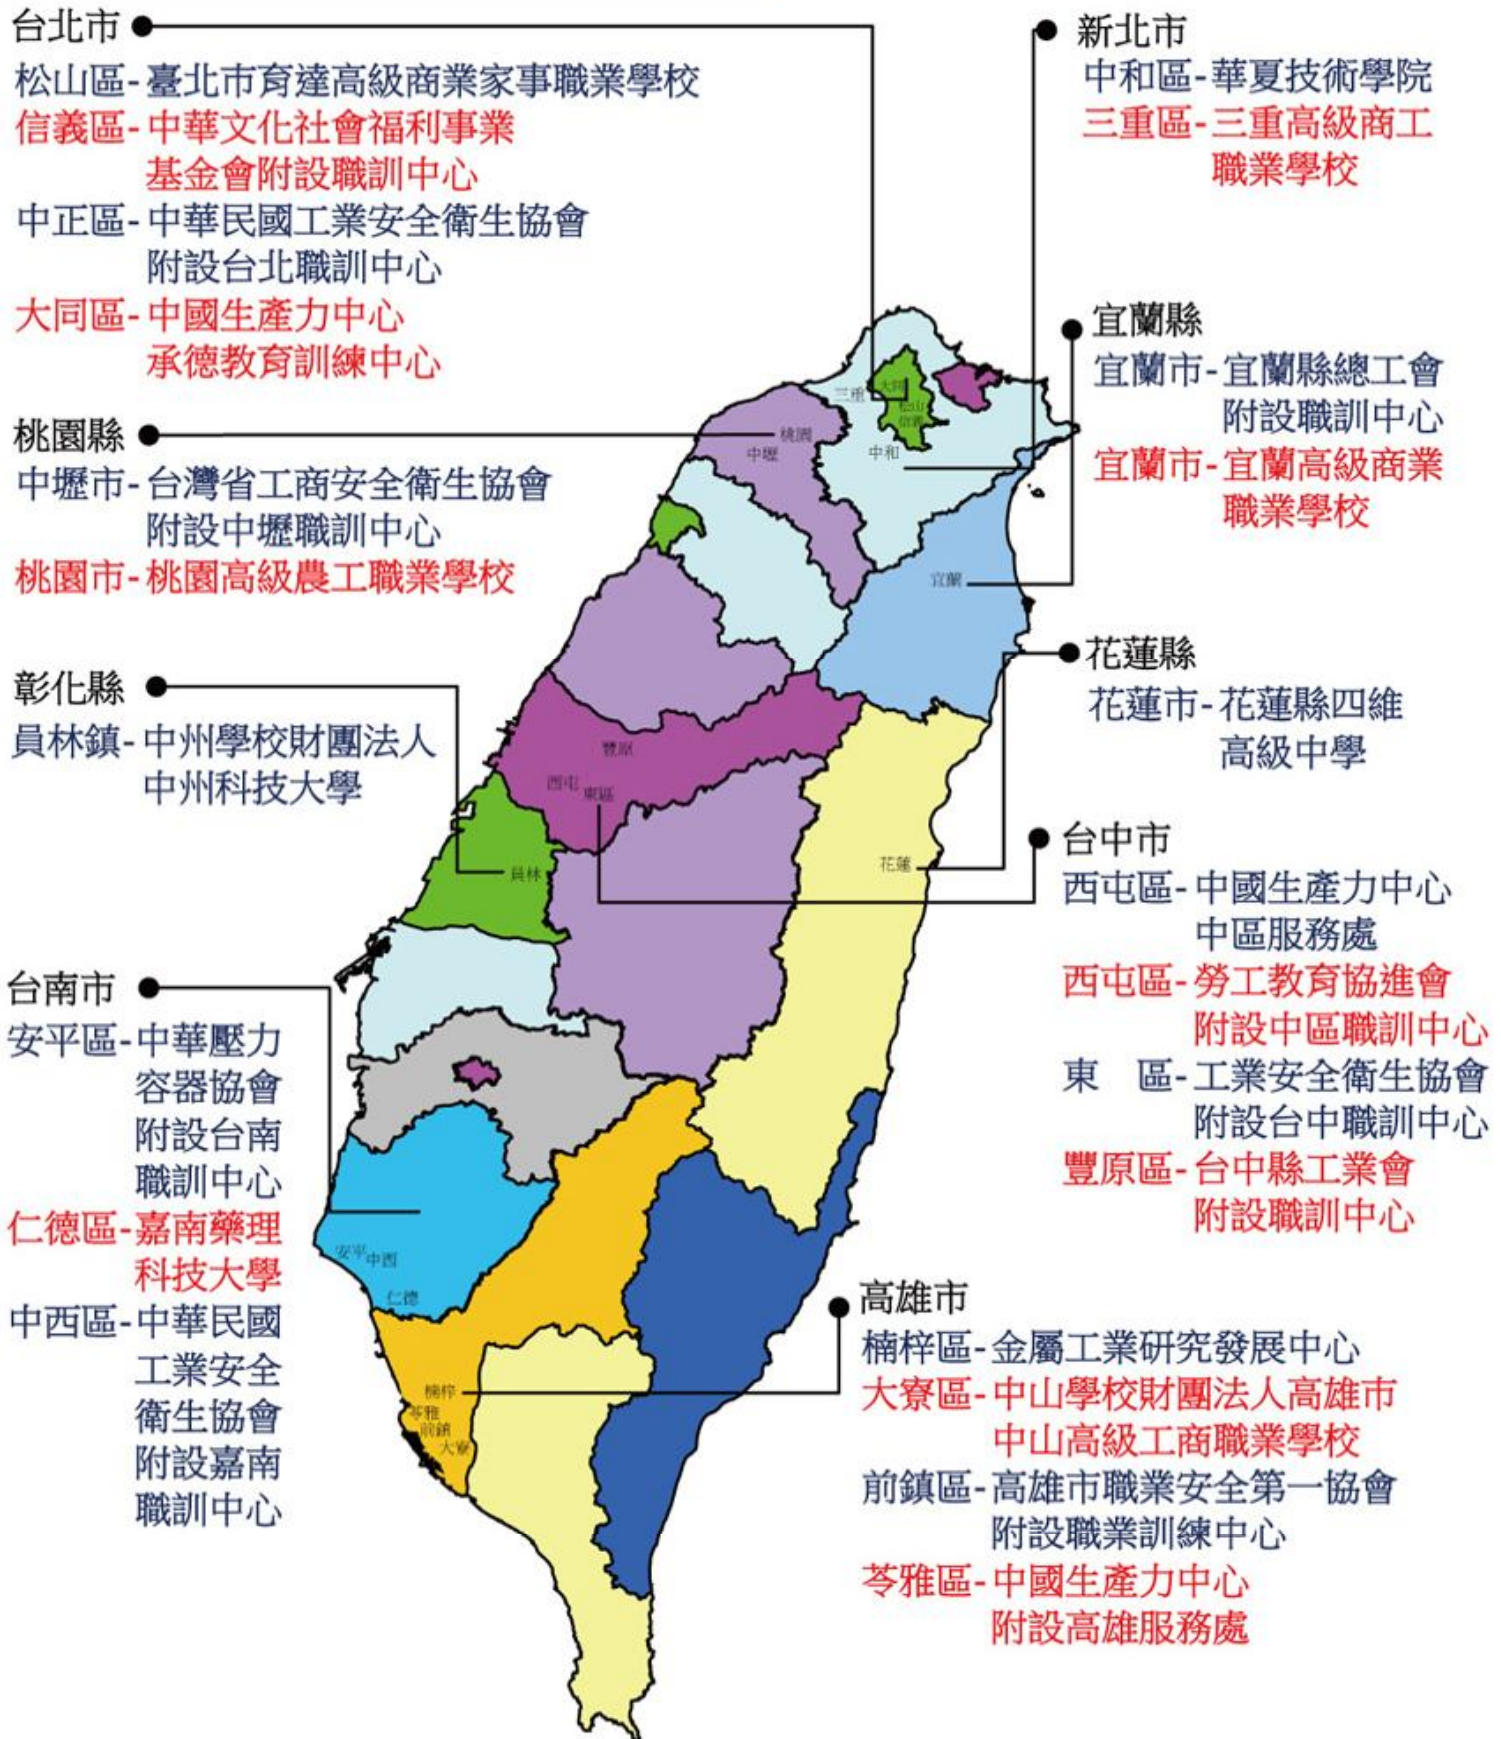 台北市
松山區-臺北市育達高級商業家事職業學校
信義區-中華文化社會福利事業
基金會附設職訓中心
中正區-中華民國工業安全衛生協會
附設台北職訓中心
大同區-中國生產力中心
承德教育訓練中心
桃園縣
中壢市-台灣省工商安全衛生協會
附設中壢職訓中心
桃園市-桃園高級農工職業學校
彰化縣
員林鎮-中州學校財團法人
中州科技大學
台南市
安平區-中華壓力
容器協會
附設台南
職訓中心
仁德區-嘉南藥理
科技大學
中西區-中華民國
工業安全
衛生協會
附設嘉南
職訓中心
新北市
中和區-華夏技術學院
三重區-三重高級商工
職業學校
宜蘭縣
宜蘭市-宜蘭縣總工會
附設職訓中心
宜蘭市-宜蘭高級商業
職業學校
花蓮縣
花蓮市-花蓮縣四維
高級中學
台中市
西屯區-中國生產力中心
中區服務處
西屯區-勞工教育協進會
附設中區職訓中心
東 區-工業安全衛生協會
附設台中職訓中心
豐原區-台中縣工業會
附設職訓中心
高雄市
楠梓區-金屬工業研究發展中心
大寮區-中山學校財團法人高雄市
中山高級工商職業學校
前鎮區-高雄市職業安全第一協會
附設職業訓練中心
苓雅區-中國生產力中心
附設高雄服務處
三重
大同
松山
信義
中和
桃園
中壢
宜蘭
豐原
西屯
東區
員林
花蓮
安平
中西
仁德
楠梓
苓雅
前鎮
大寮